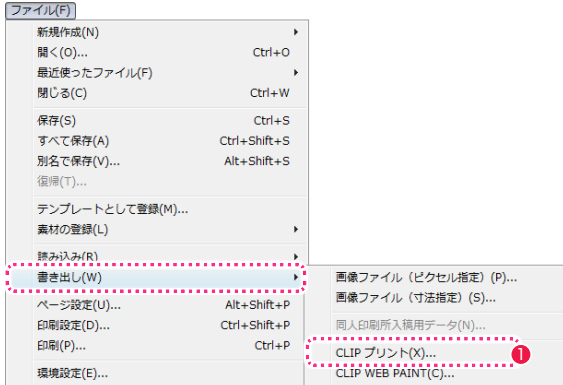 ファイル(F)
新規作成(N)
開く(O)... Ctrl+O
最近使ったファイル(F)
閉じる(C) Ctrl+W
保存(S) Ctrl+S
すべて保存(A) Ctrl+Shift+S
別名で保存(V)... Alt+Shift+S
復帰(T)...
テンプレートとして登録(M)...
素材の登録(L)
読み込み(R)
書き出し(W)
画像ファイル（ピクセル指定）(P)...
ページ設定(U)... Alt+Shift+P
画像ファイル（寸法指定）(S)...
印刷設定(D)... Ctrl+Shift+P
同人印刷所入稿用データ(N)...
印刷(P)... Ctrl+P
CLIP プリント(X)... 1
環境設定(E)...
CLIP WEB PAINT(C)...